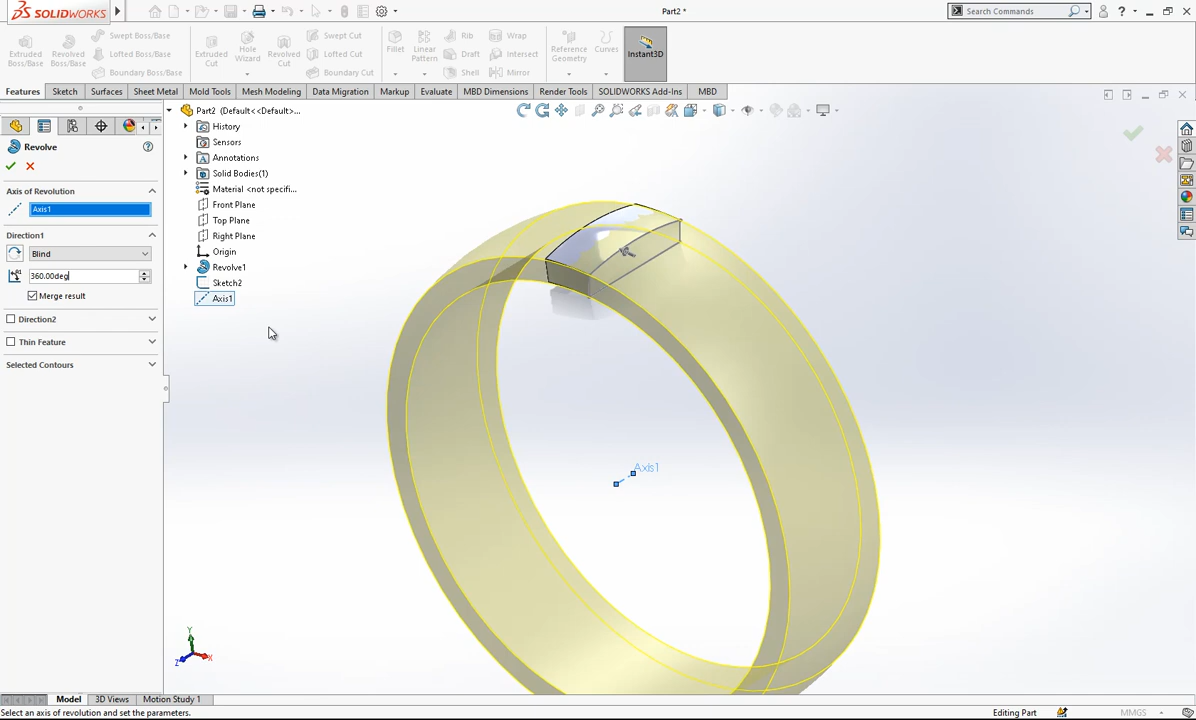 SOLIDWORKS
Part2 *
Search Commands
Extruded Boss/Base
Revolved Boss/Base
Swept Boss/Base
Lofted Boss/Base
Boundary Boss/Base
Extruded Cut
Hole Wizard
Revolved Cut
Swept Cut
Lofted Cut
Boundary Cut
Fillet
Linear Pattern
Rib
Draft
Shell
Wrap
Intersect
Mirror
Reference Geometry
Curves
Instant3D
Features
Sketch
Surfaces
Sheet Metal
Mold Tools
Mesh Modeling
Data Migration
Markup
Evaluate
MBD Dimensions
Render Tools
SOLIDWORKS Add-Ins
MBD
Revolve
Axis of Revolution
Axis1
Direction1
Blind
360.00deg
Merge result
Direction2
Thin Feature
Selected Contours
Part2 (Default<<Default>...
History
Sensors
Annotations
Solid Bodies(1)
Material <not specifi...
Front Plane
Top Plane
Right Plane
Origin
Revolve1
Sketch2
Axis1
Axis1
Y
Z
X
Model
3D Views
Motion Study 1
Select an axis of revolution and set the parameters.
Editing Part
MMGS